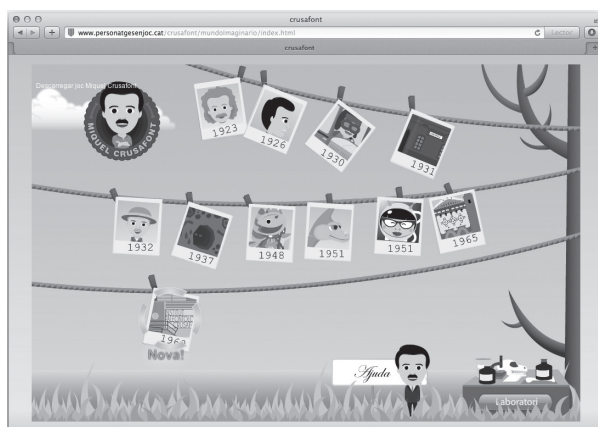 crusafont
www.personatgesenjoc.cat/crusafont/mundoImaginario/index.html
Lector
crusafont
Descarregar joc Miquel Crusafont
MIQUEL CRUSAFONT
1923
1926
1930
1931
1932
1937
1948
1951
1951
1965
Nova!
Ajuda
Laboratori